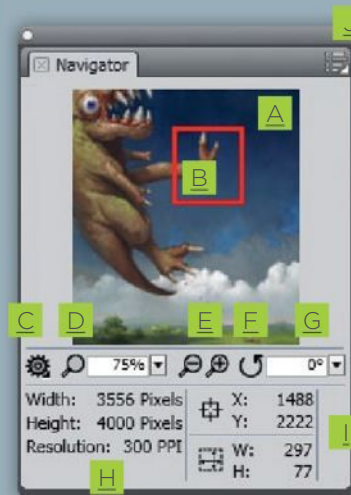 J
Navigator
A
B
C D E F G
75% 0°
Width: 3556 Pixels X: 1488
Height: 4000 Pixels Y: 2222
Resolution: 300 PPI W: 297
H: 77
H I